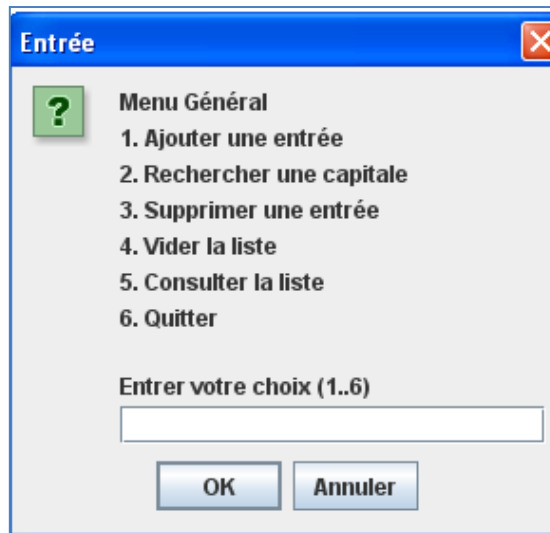 Entrée
?
Menu Général
1. Ajouter une entrée
2. Rechercher une capitale
3. Supprimer une entrée
4. Vider la liste
5. Consulter la liste
6. Quitter
Entrer votre choix (1..6)
OK Annuler